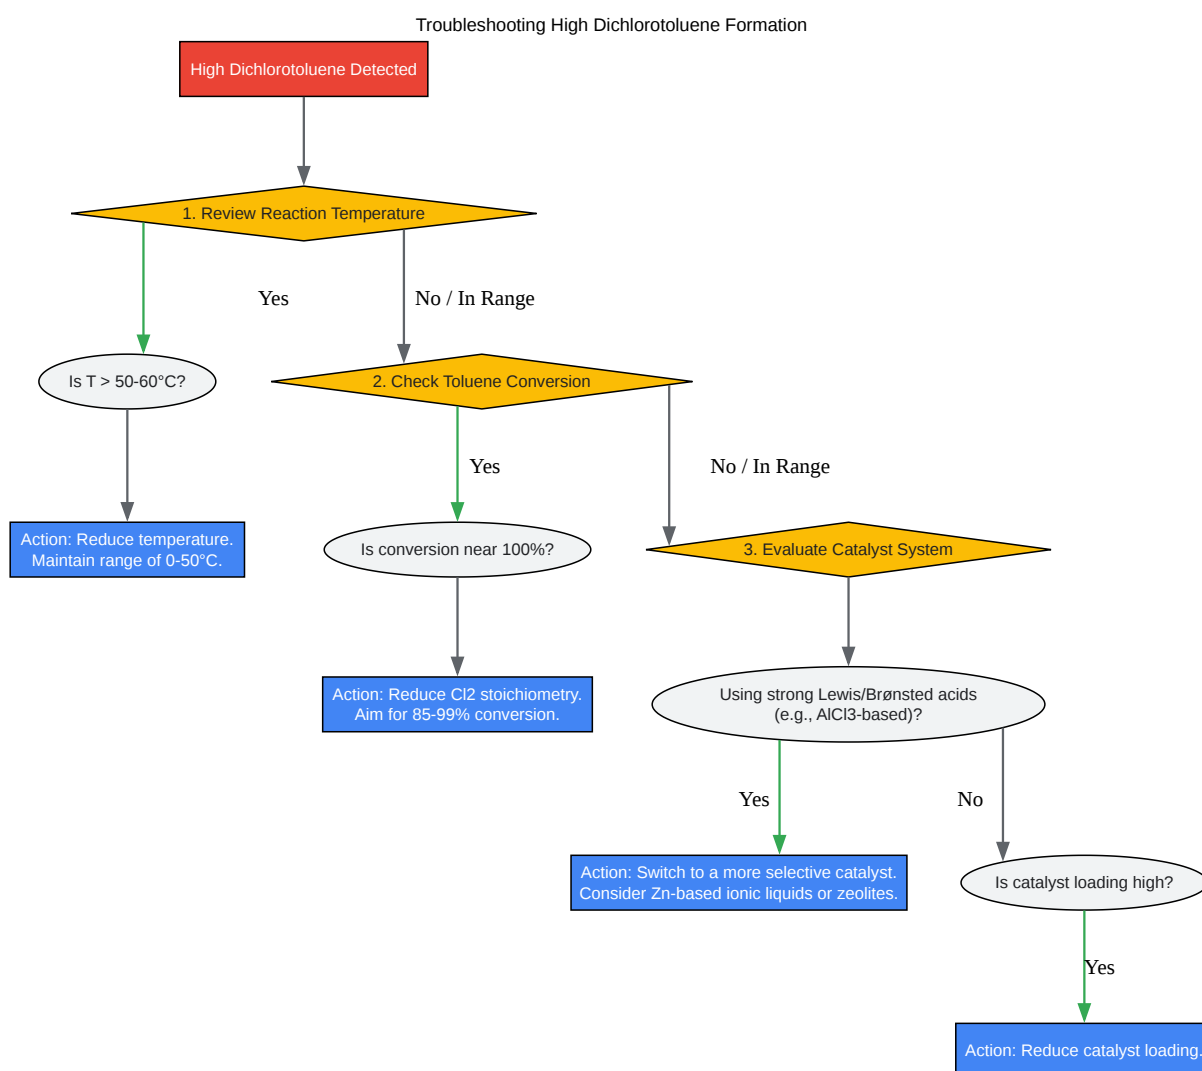 Troubleshooting High Dichlorotoluene Formation
High Dichlorotoluene Detected
1. Review Reaction Temperature
Yes
No / In Range
Is T > 50-60°C?
2. Check Toluene Conversion
Yes
No / In Range
Action: Reduce temperature.
Maintain range of 0-50°C.
Is conversion near 100%?
3. Evaluate Catalyst System
Action: Reduce Cl2 stoichiometry.
Aim for 85-99% conversion.
Using strong Lewis/Brønsted acids
(e.g., AlCl3-based)?
Yes
No
Action: Switch to a more selective catalyst.
Consider Zn-based ionic liquids or zeolites.
Is catalyst loading high?
Yes
Action: Reduce catalyst loading.